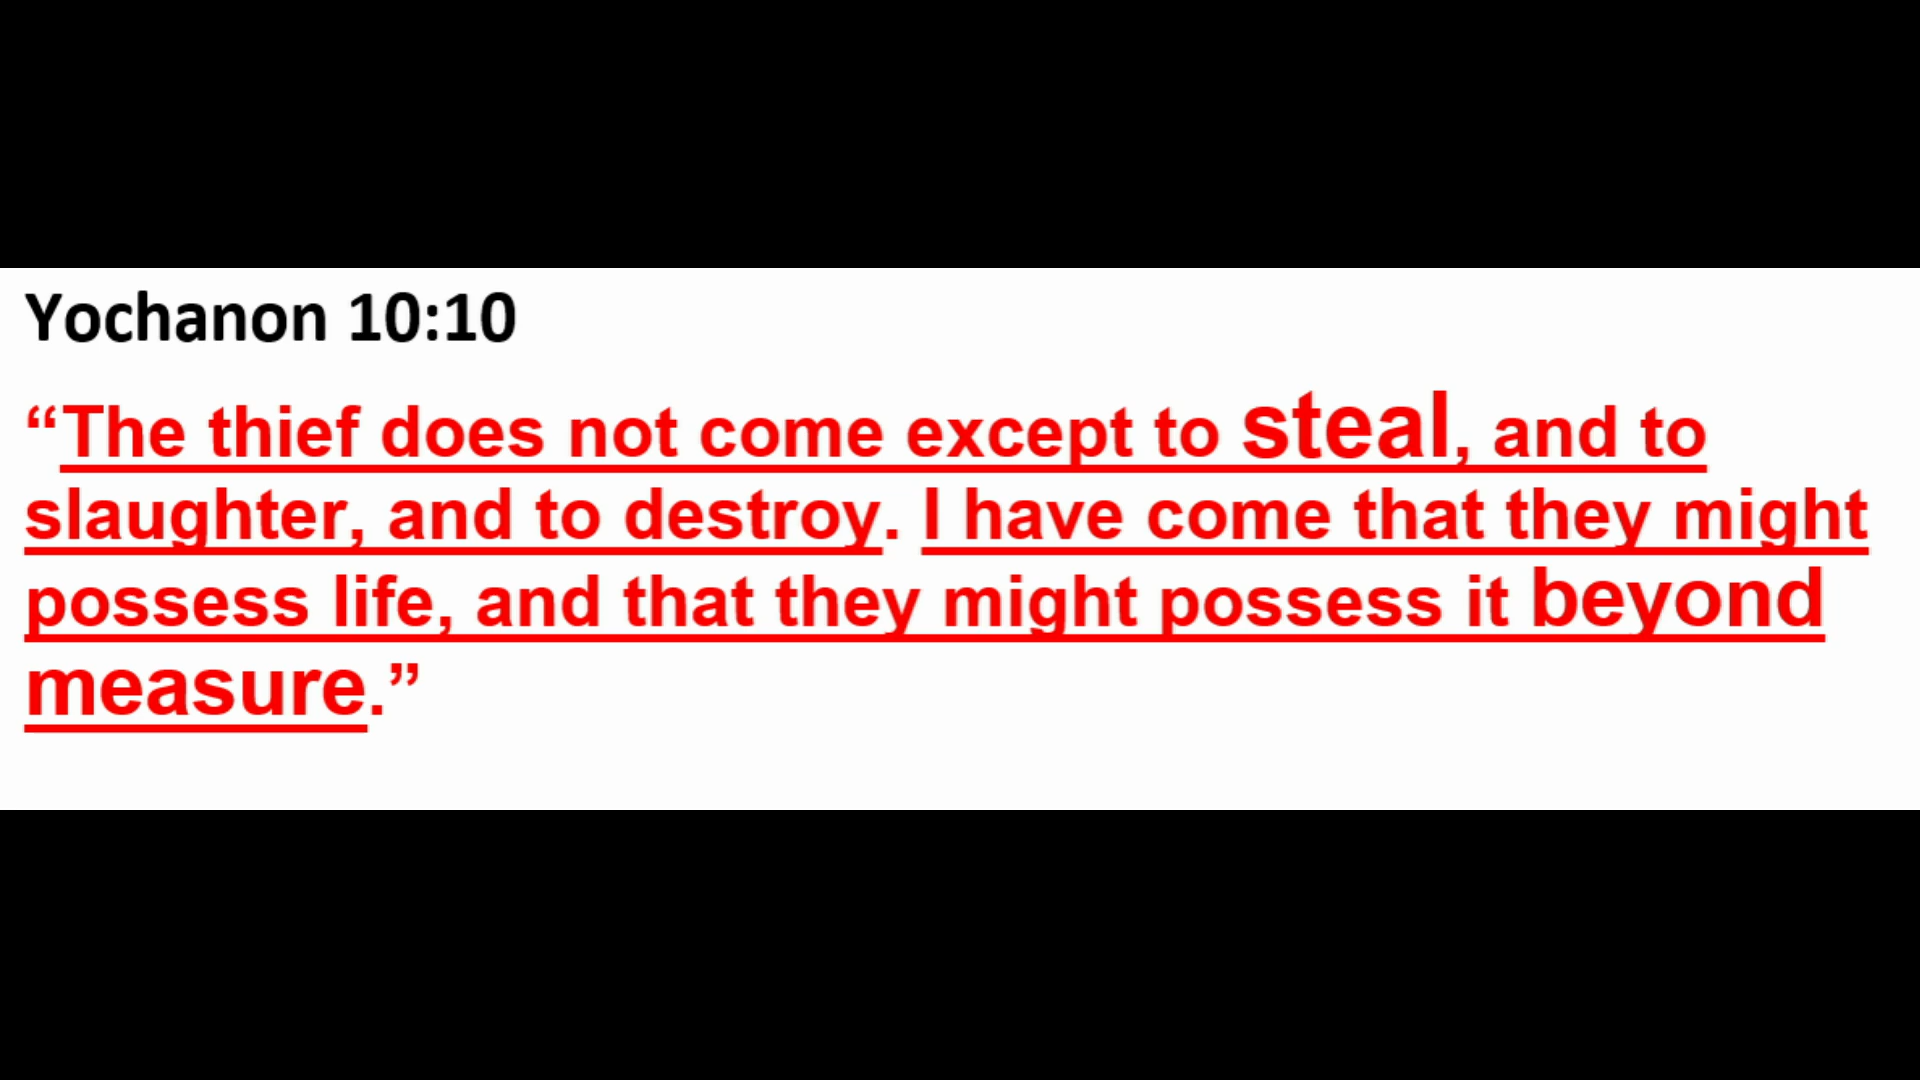 Yochanon 10:10
“The thief does not come except to steal, and to
slaughter, and to destroy. I have come that they might
possess life, and that they might possess it beyond
measure.”